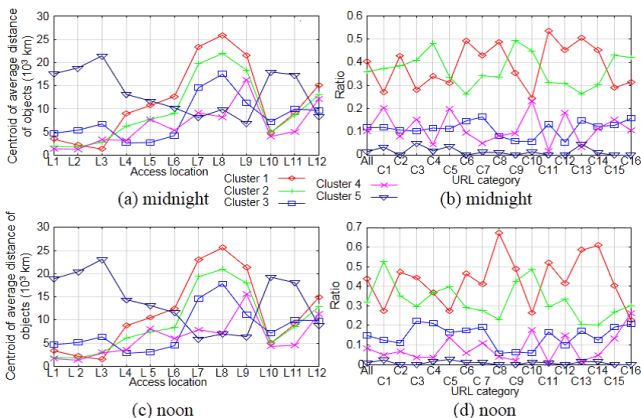 Centroid of average distance
of objects (10³ km)
30
25
20
15
10
5
0
L1 L2 L3 L4 L5 L6 L7 L8 L9 L10 L11 L12
Access location
(a) midnight
Ratio
0.6
0.5
0.4
0.3
0.2
0.1
0
All C2 C4 C6 C8 C10 C12 C14 C16
C1 C3 C5 C7 C9 C11 C13 C15
URL category
(b) midnight
Cluster 1
Cluster 2
Cluster 3
Cluster 4
Cluster 5
Centroid of average distance of
objects (10³ km)
30
25
20
15
10
5
0
L1 L2 L3 L4 L5 L6 L7 L8 L9 L10 L11 L12
Access location
(c) noon
Ratio
0.7
0.6
0.5
0.4
0.3
0.2
0.1
0
All C2 C4 C6 C8 C10 C12 C14 C16
C1 C3 C5 C 7 C9 C11 C13 C15
URL category
(d) noon